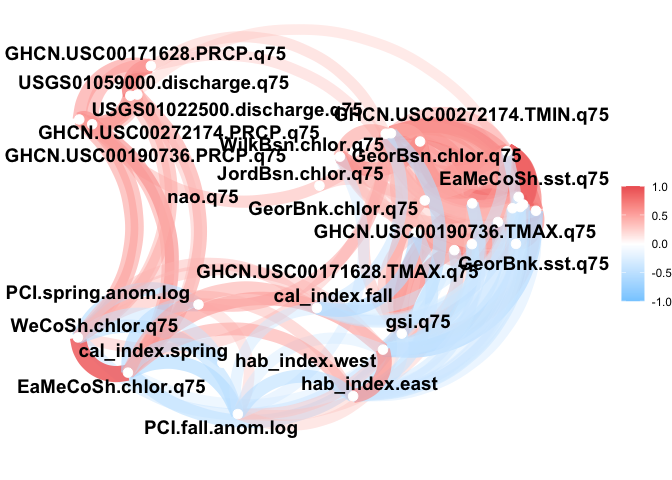 GHCN.USC00171628.PRCP.q75
USGS01059000.discharge.q75
USGS01022500.discharge.q75
GHCN.USC00272174.TMIN.q75
GHCN.USC00272174.PRCP.q75
WilkBsn.chlor.q75
GHCN.USC00190736.PRCP.q75
GeorBsn.chlor.q75
JordBsn.chlor.q75
EaMeCoSh.sst.q75
nao.q75
GeorBnk.chlor.q75
GHCN.USC00190736.TMAX.q75
GeorBnk.sst.q75
GHCN.USC00171628.TMAX.q75
PCI.spring.anom.log
cal_index.fall
WeCoSh.chlor.q75
gsi.q75
cal_index.spring
hab_index.west
EaMeCoSh.chlor.q75
hab_index.east
PCI.fall.anom.log
1.0
0.5
0.0
-0.5
-1.0